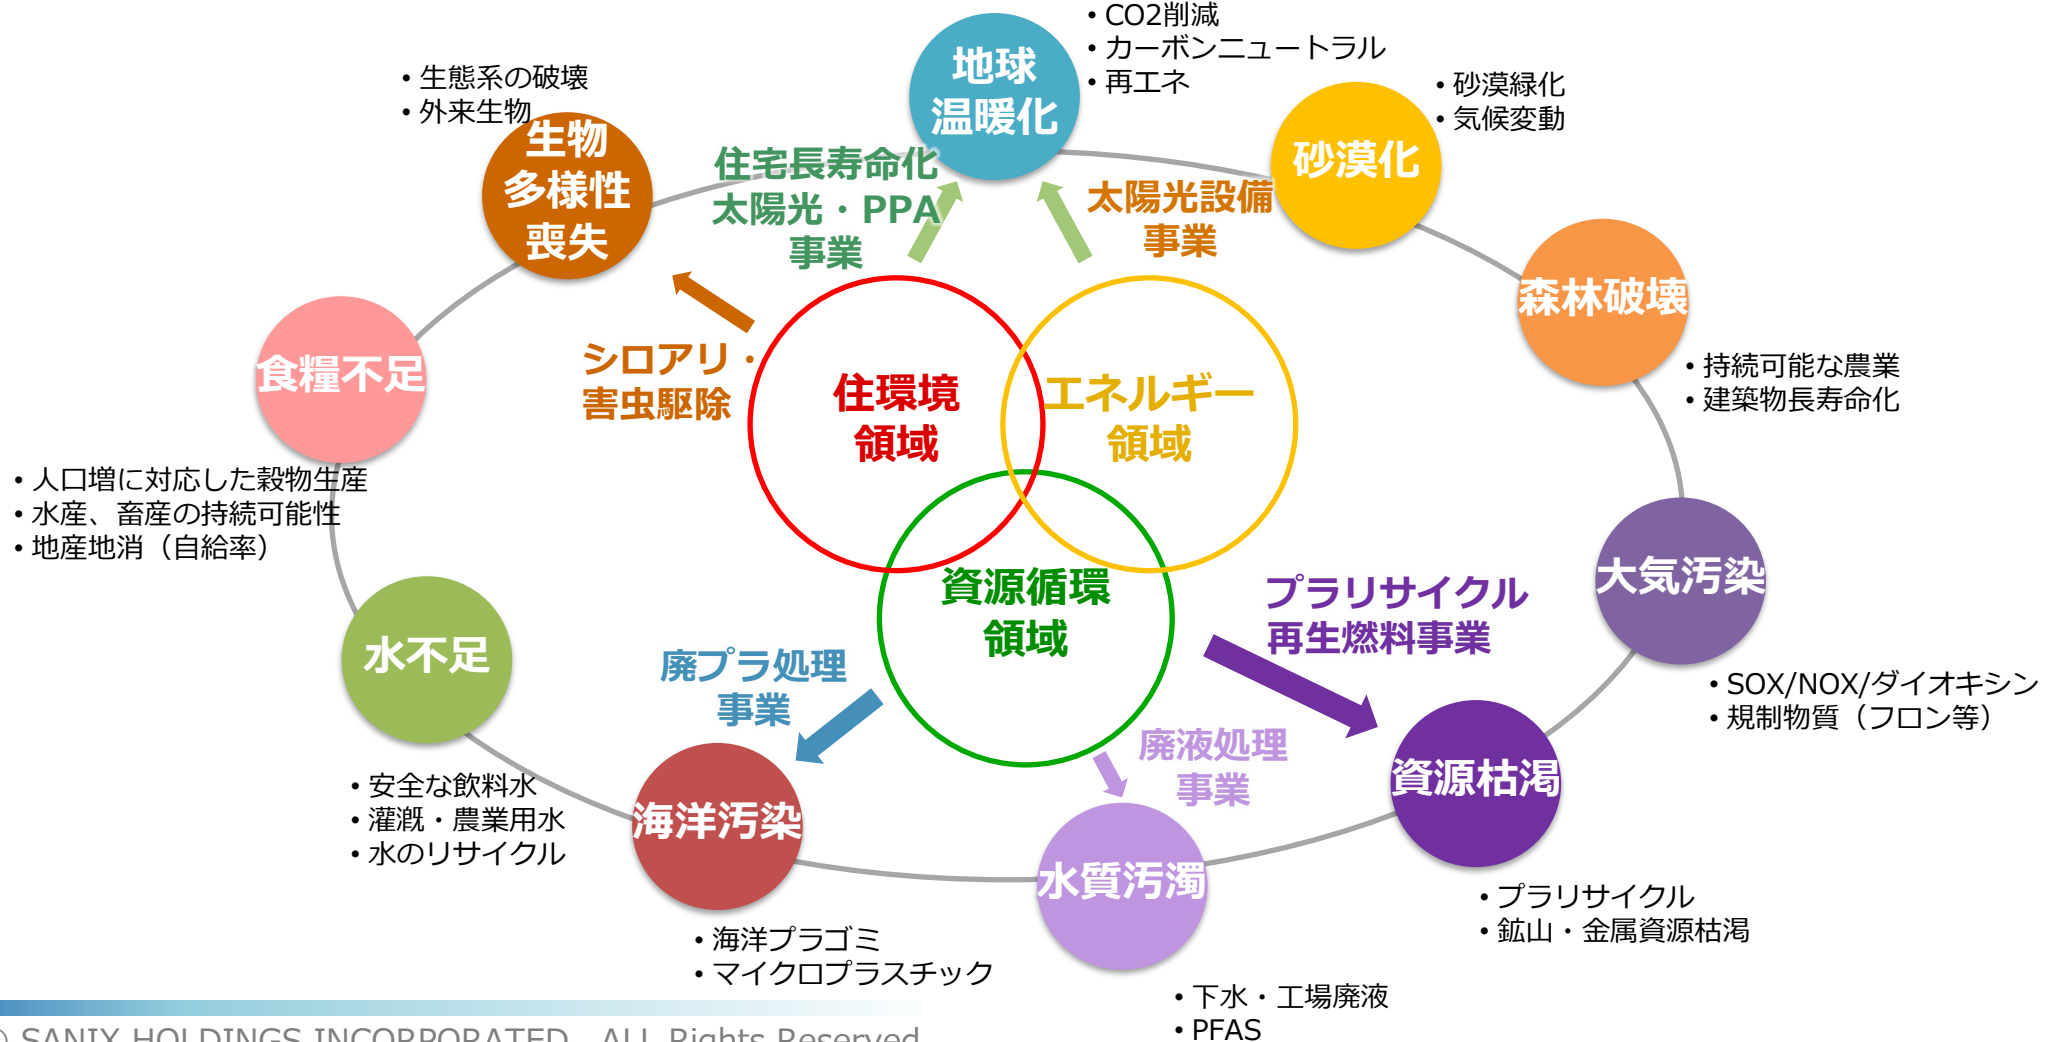 • CO2削減
• カーボンニュートラル
• 再エネ
地球
温暖化
• 生態系の破壊
• 外来生物
生物
多様性
喪失
• 砂漠緑化
• 気候変動
砂漠化
住宅長寿命化
太陽光・PPA
事業
太陽光設備
事業
森林破壊
• 持続可能な農業
• 建築物長寿命化
食糧不足
シロアリ・
害虫駆除
住環境
領域
エネルギー
領域
• 人口増に対応した穀物生産
• 水産、畜産の持続可能性
• 地産地消（自給率）
資源循環
領域
プラリサイクル
再生燃料事業
大気汚染
• SOX/NOX/ダイオキシン
• 規制物質（フロン等）
水不足
廃プラ処理
事業
廃液処理
事業
資源枯渇
• 安全な飲料水
• 灌漑・農業用水
• 水のリサイクル
海洋汚染
水質汚濁
• プラリサイクル
• 鉱山・金属資源枯渇
• 海洋プラゴミ
• マイクロプラスチック
• 下水・工場廃液
• PFAS
© SANIX HOLDINGS INCORPORATED ALL Rights Reserved